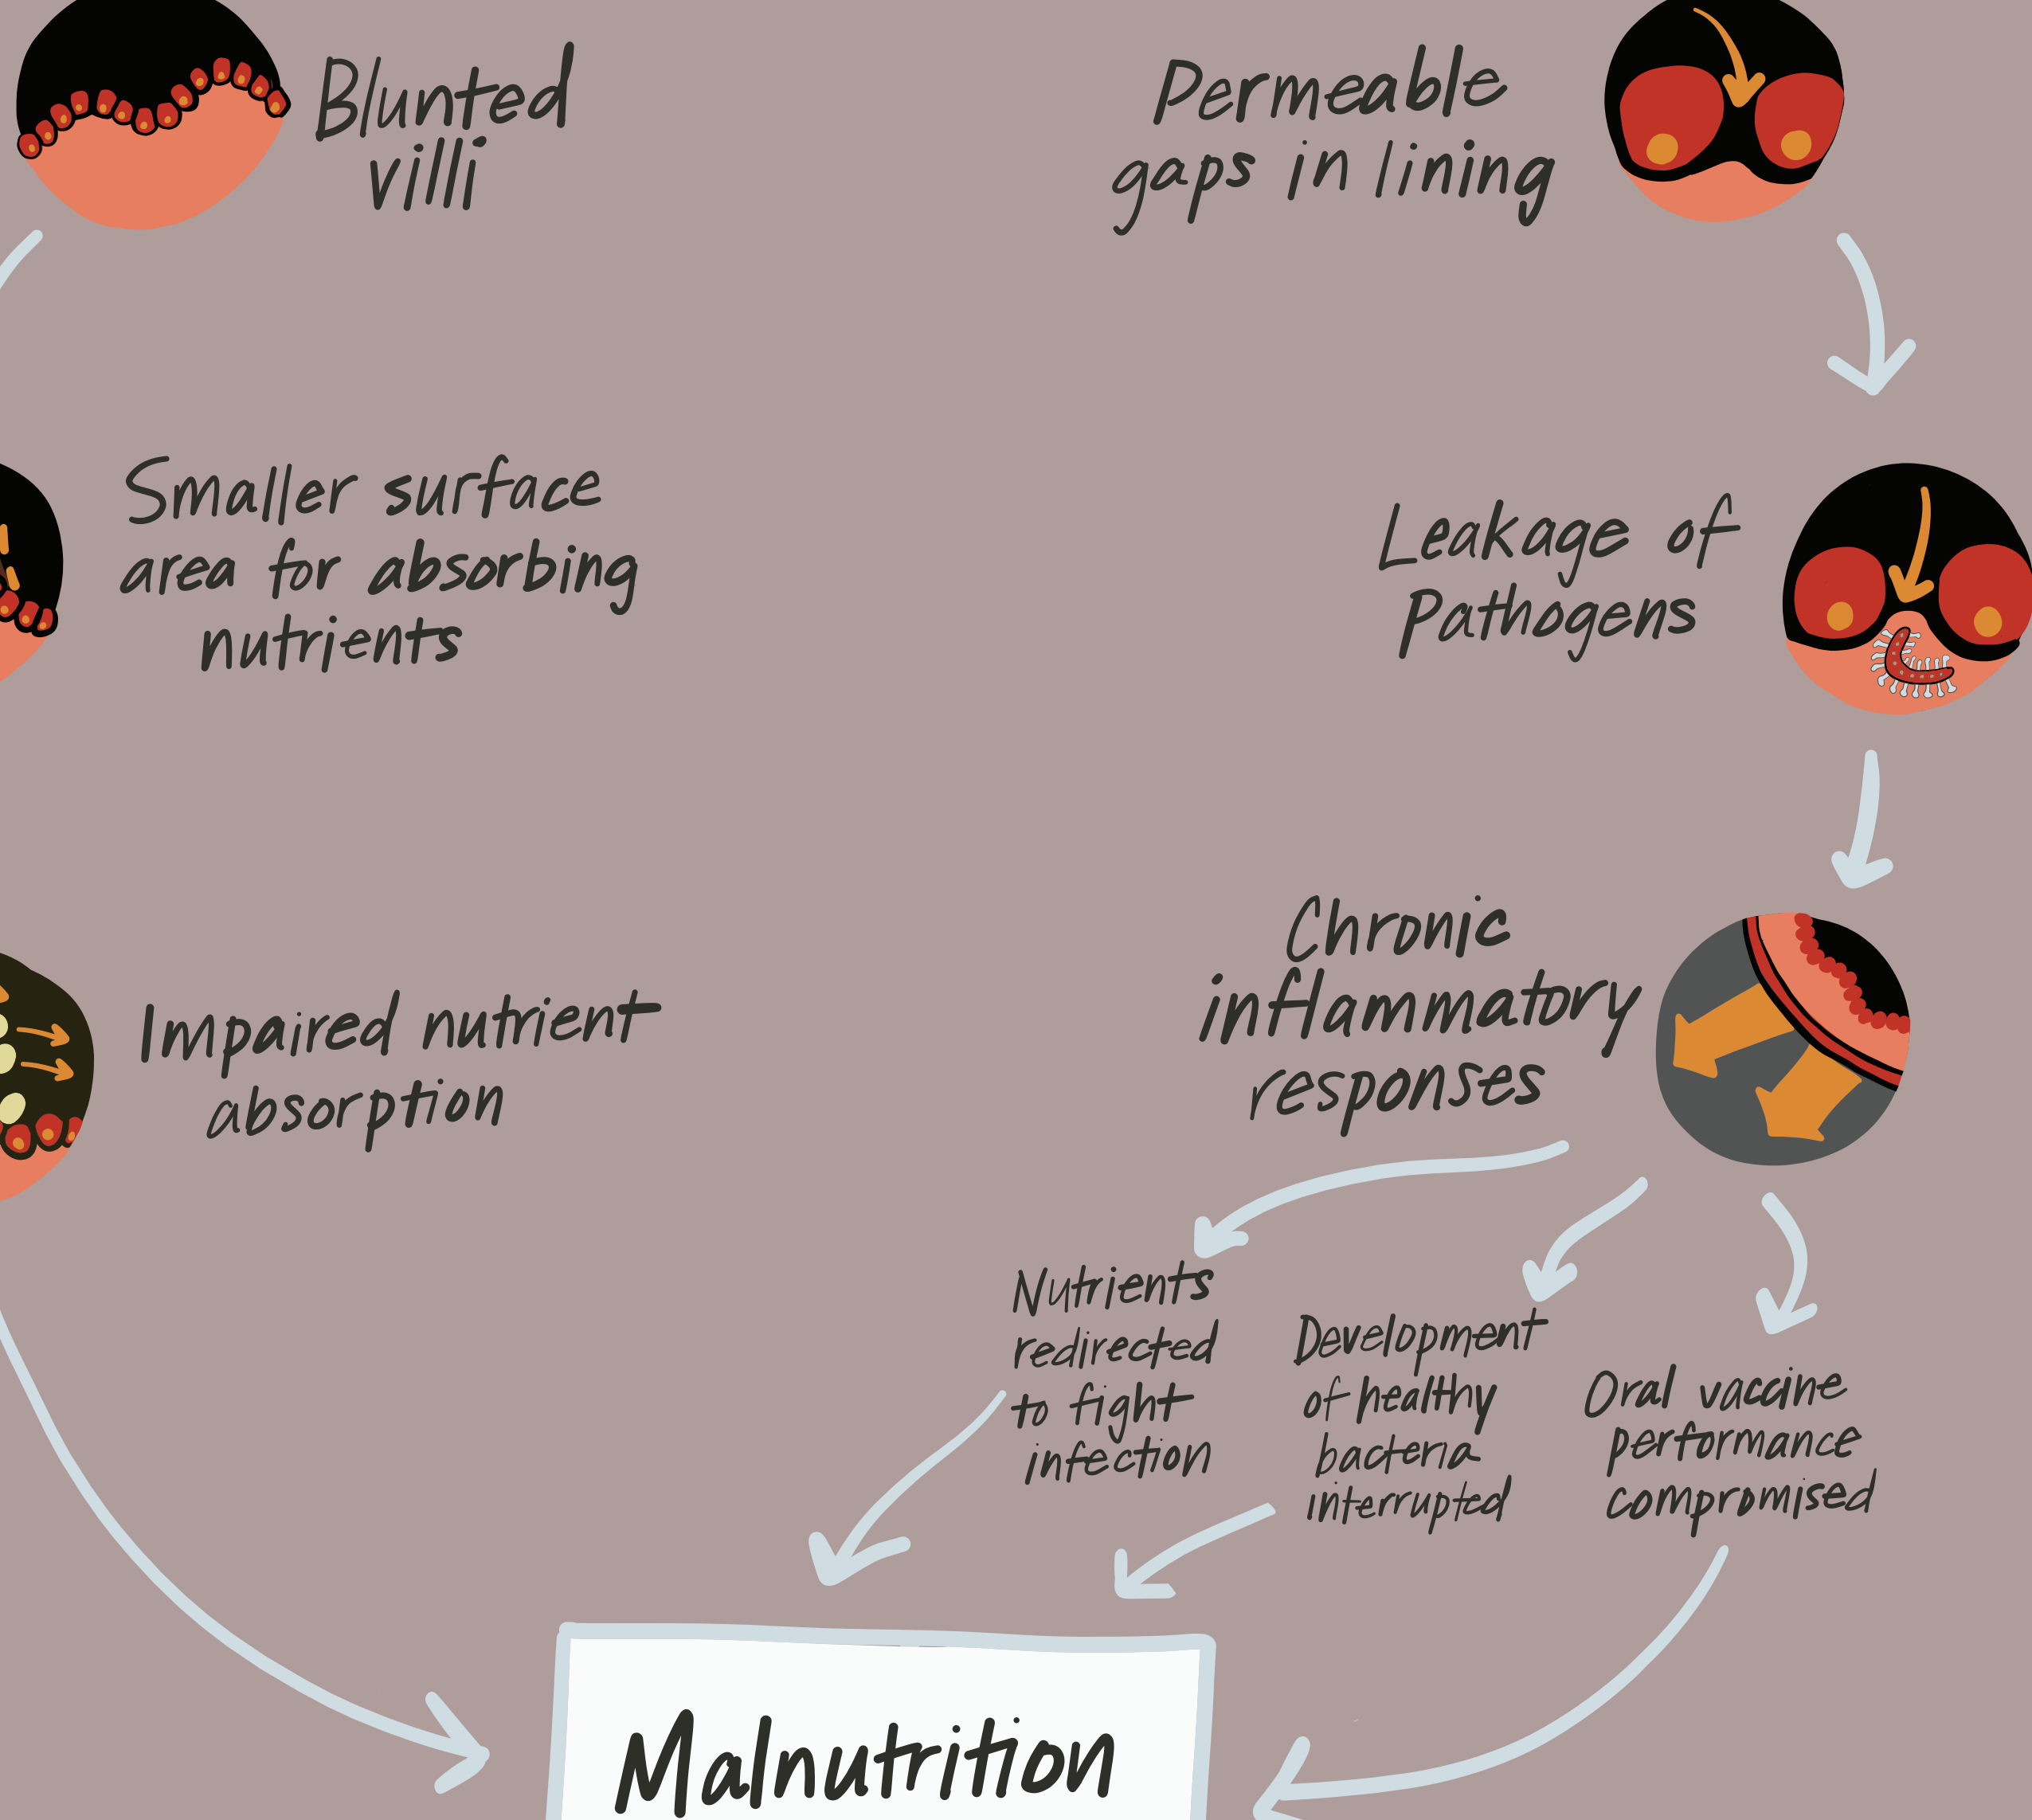 Blunted
villi
Permeable
gaps in lining
Smaller surface
area for absorbing
nutrients
Leakage of
Pathogens
Chronic
inflammatory
responses
Impaired nutrient
absorption
Nutrients
redirected
to fight
infection
Development
of healthy
bacteria
interrupted
Oral vaccine
performance
compromised
Malnutrition